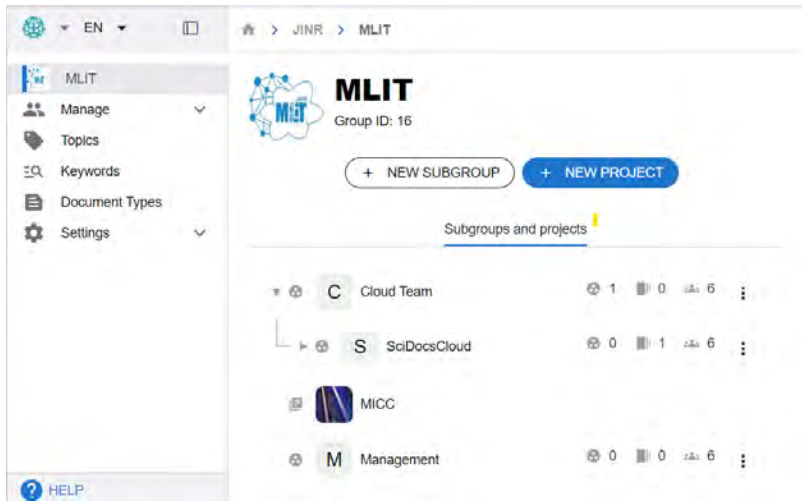 EN
JINR > MLIT
MLIT
Manage
Topics
Keywords
Document Types
Settings
HELP
MLIT
MLIT
Group ID: 16
+ NEW SUBGROUP
+ NEW PROJECT
Subgroups and projects
C Cloud Team 1 0 6
S SciDocsCloud 0 1 6
MICC
M Management 0 0 6